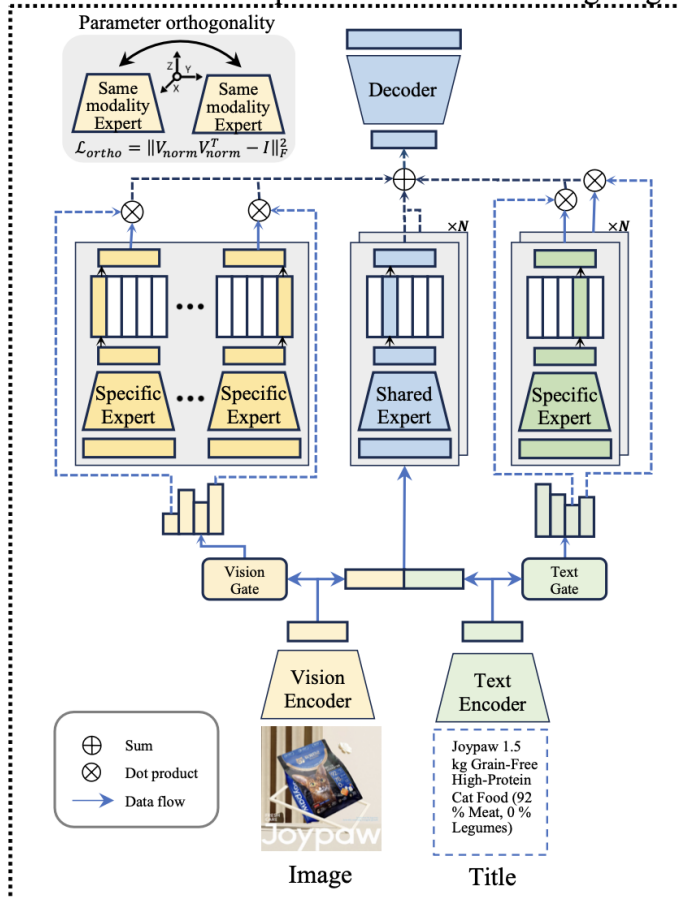 Parameter orthogonality
Z
Y
X
Same
modality
Expert
Same
modality
Expert
ℒ_ortho = ||V_norm V_norm^T − I||_F^2
Decoder
×N
×N
•••
Specific
Expert
•••
Specific
Expert
Shared
Expert
Specific
Expert
Vision
Gate
Text
Gate
Vision
Encoder
Text
Encoder
Sum
Dot product
Data flow
Joypaw
Joypaw 1.5
kg Grain-Free
High-Protein
Cat Food (92
% Meat, 0 %
Legumes)
Image
Title